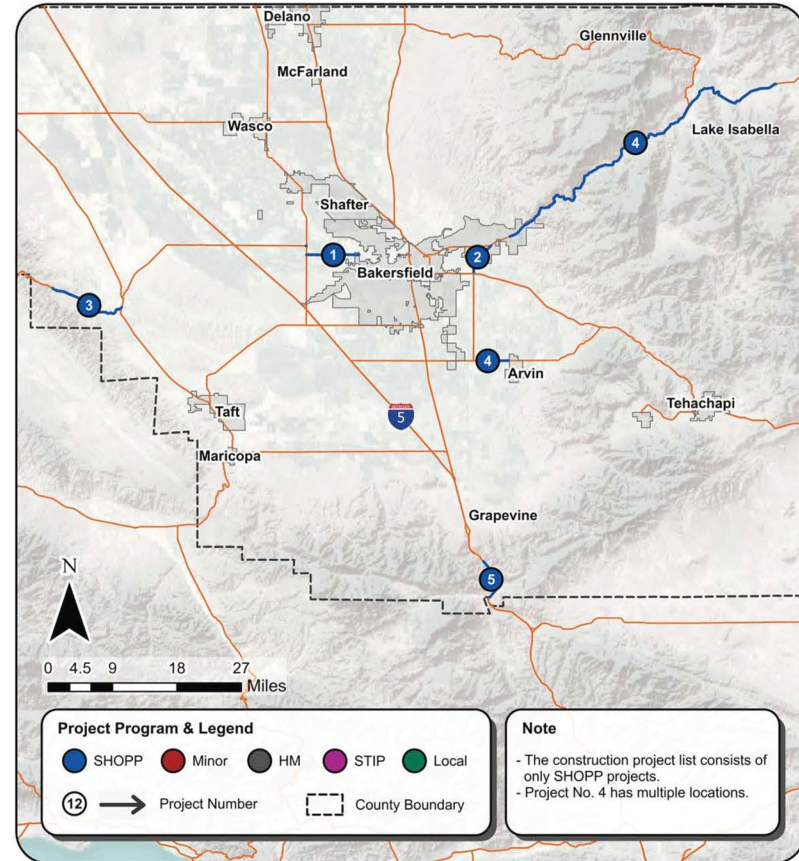 Delano
Glennville
McFarland
Wasco
4
Lake Isabella
Shafter
1
2
Bakersfield
3
4
Arvin
Tehachapi
Taft
5
Maricopa
Grapevine
5
N
0 4.5 9 18 27
Miles
Project Program & Legend
SHOPP Minor HM STIP Local
12 Project Number County Boundary
Note
- The construction project list consists of
only SHOPP projects.
- Project No. 4 has multiple locations.